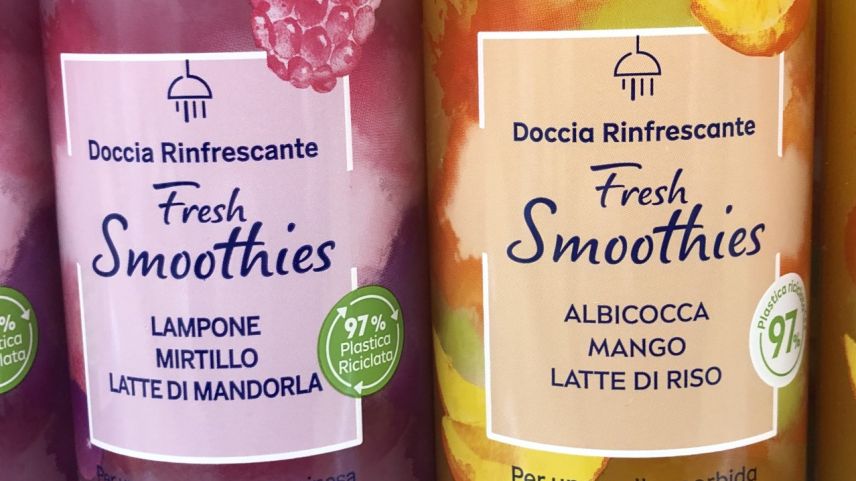 Doccia Rinfrescante
Fresh
Smoothies
LAMPONE
MIRTILLO
LATTE DI MANDORLA
97%
Plastica
Riciclata
Doccia Rinfrescante
Fresh
Smoothies
ALBICOCCA
MANGO
LATTE DI RISO
Plastica
97%